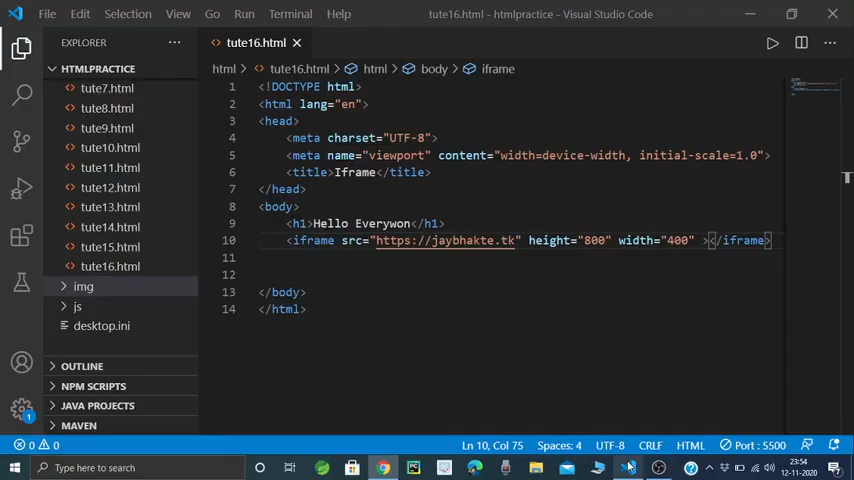 File Edit Selection View Go Run Terminal Help tute16.html - htmlpractice - Visual Studio Code
EXPLORER
tute16.html
HTMLPRACTICE
html > tute16.html > html > body > iframe
tute7.html
tute8.html
tute9.html
tute10.html
tute11.html
tute12.html
tute13.html
tute14.html
tute15.html
tute16.html
img
js
desktop.ini
OUTLINE
NPM SCRIPTS
JAVA PROJECTS
MAVEN
1 <!DOCTYPE html>
2 <html lang="en">
3 <head>
4 <meta charset="UTF-8">
5 <meta name="viewport" content="width=device-width, initial-scale=1.0">
6 <title>Iframe</title>
7 </head>
8 <body>
9 <h1>Hello Everywon</h1>
10 <iframe src="https://jaybhakte.tk" height="800" width="400" ></iframe>
11
12
13 </body>
14 </html>
1
0 0 Ln 10, Col 75 Spaces: 4 UTF-8 CRLF HTML Port : 5500
Type here to search
PC
23:54
12-11-2020
7